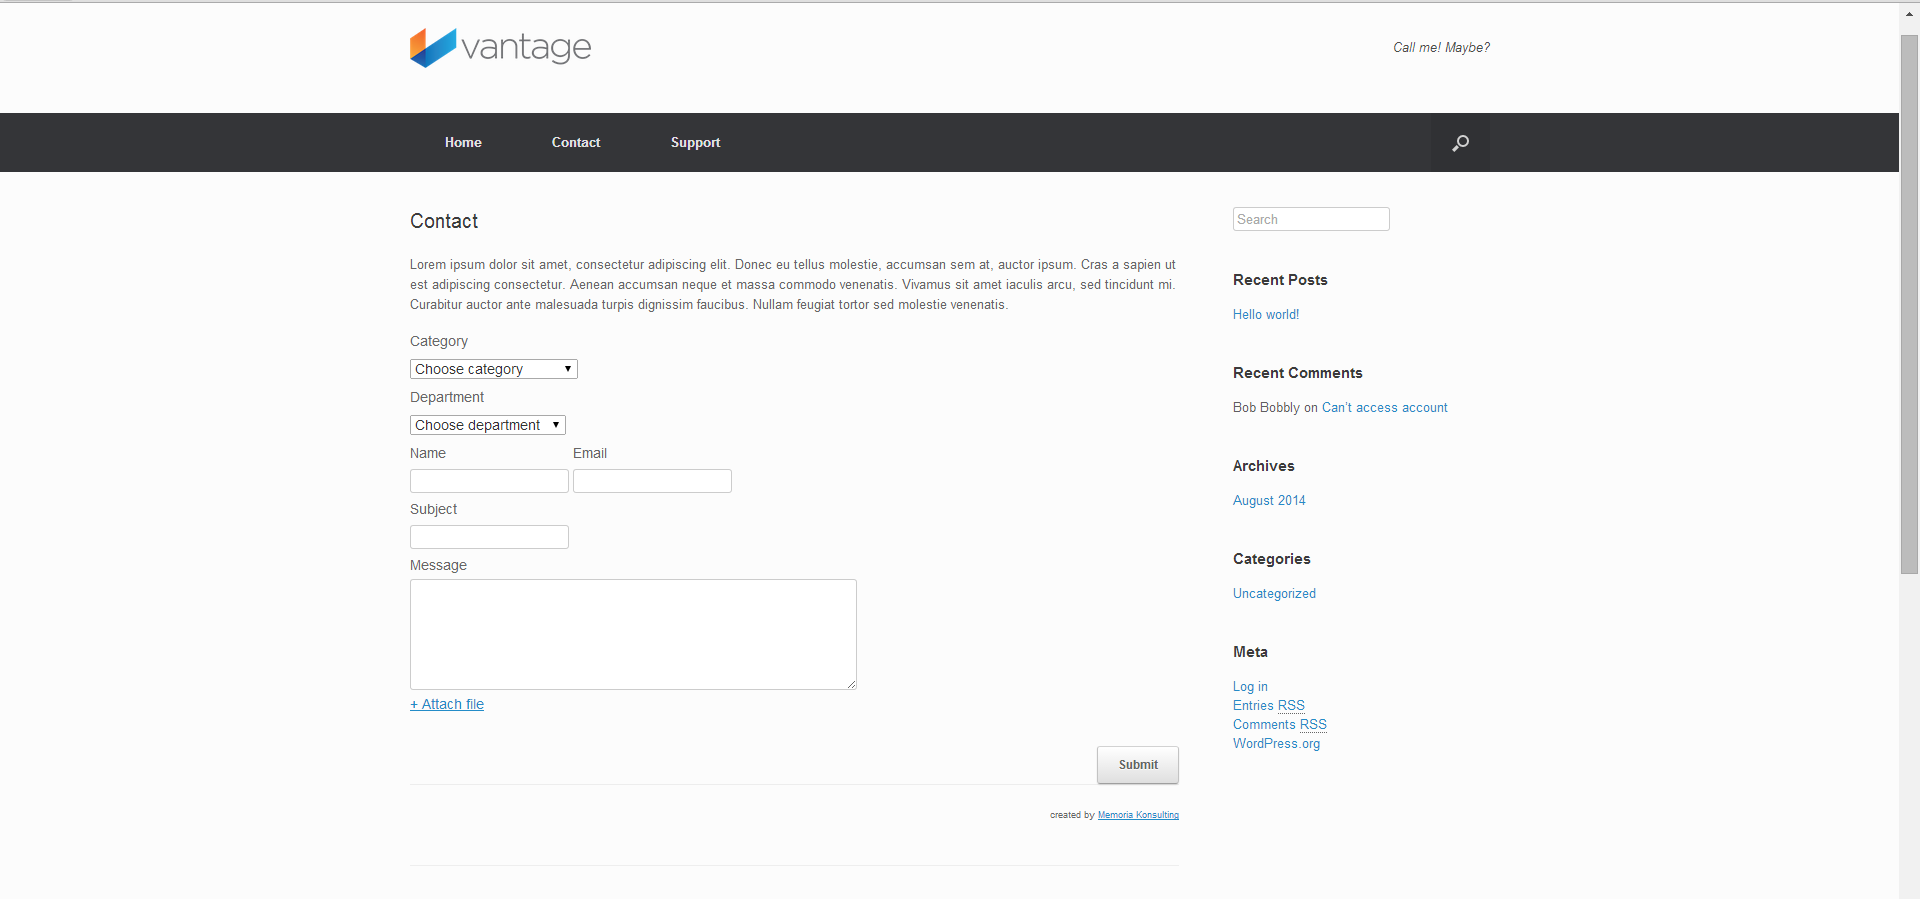 vantage
Call me! Maybe?
Home
Contact
Support
Contact
Lorem ipsum dolor sit amet, consectetur adipiscing elit. Donec eu tellus molestie, accumsan sem at, auctor ipsum. Cras a sapien ut
est adipiscing consectetur. Aenean accumsan neque et massa commodo venenatis. Vivamus sit amet iaculis arcu, sed tincidunt mi.
Curabitur auctor ante malesuada turpis dignissim faucibus. Nullam feugiat tortor sed molestie venenatis.
Category
Choose category
Department
Choose department
Name
Email
Subject
Message
+ Attach file
Submit
created by Memoria Konsulting
Search
Recent Posts
Hello world!
Recent Comments
Bob Bobbly on Can't access account
Archives
August 2014
Categories
Uncategorized
Meta
Log in
Entries RSS
Comments RSS
WordPress.org